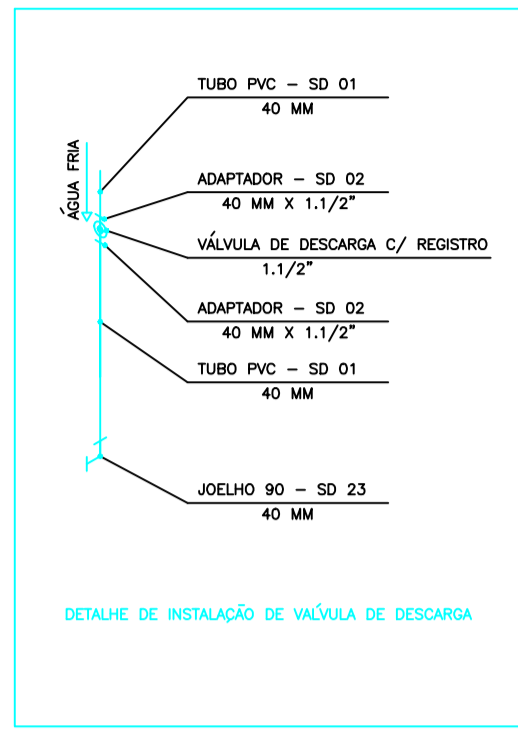 TUBO PVC - SD 01
40 MM
ÁGUA FRIA
ADAPTADOR - SD 02
40 MM X 1.1/2"
VÁLVULA DE DESCARGA C/ REGISTRO
1.1/2"
ADAPTADOR - SD 02
40 MM X 1.1/2"
TUBO PVC - SD 01
40 MM
JOELHO 90 - SD 23
40 MM
DETALHE DE INSTALAÇÃO DE VALVULA DE DESCARGA